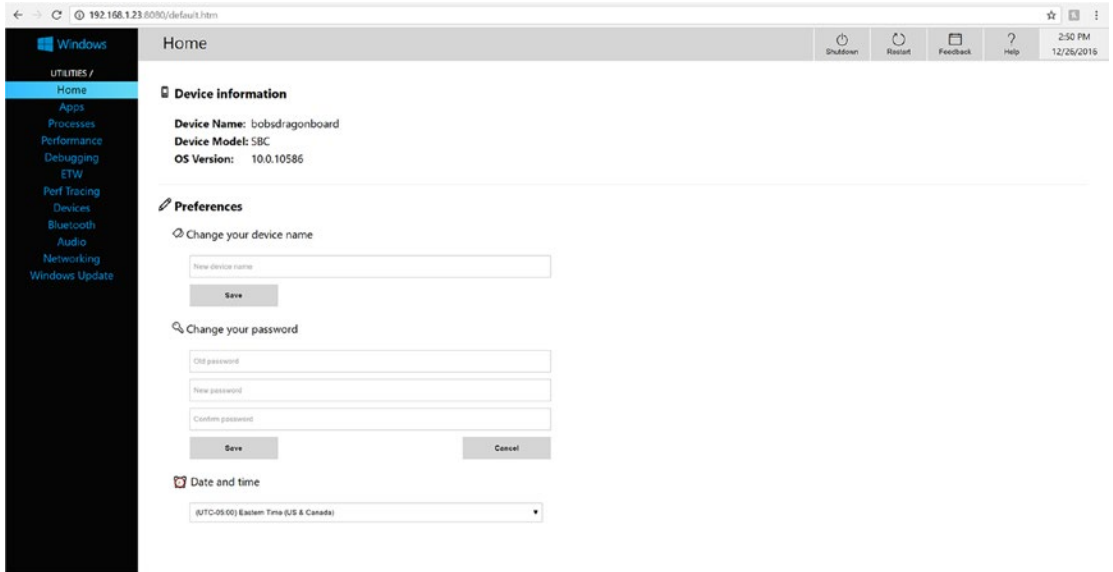 192.168.1.23:8080/default.htm
Windows
Home
Shutdown
Restart
Feedback
Help
2:50 PM
12/26/2016
UTILITIES /
Home
Apps
Processes
Performance
Debugging
ETW
Perf Tracing
Devices
Bluetooth
Audio
Networking
Windows Update
Device information
Device Name: bobsdragonboard
Device Model: SBC
OS Version: 10.0.10586
Preferences
Change your device name
New device name
Save
Change your password
Old password
New password
Confirm password
Save Cancel
Date and time
(UTC-05:00) Eastern Time (US & Canada)